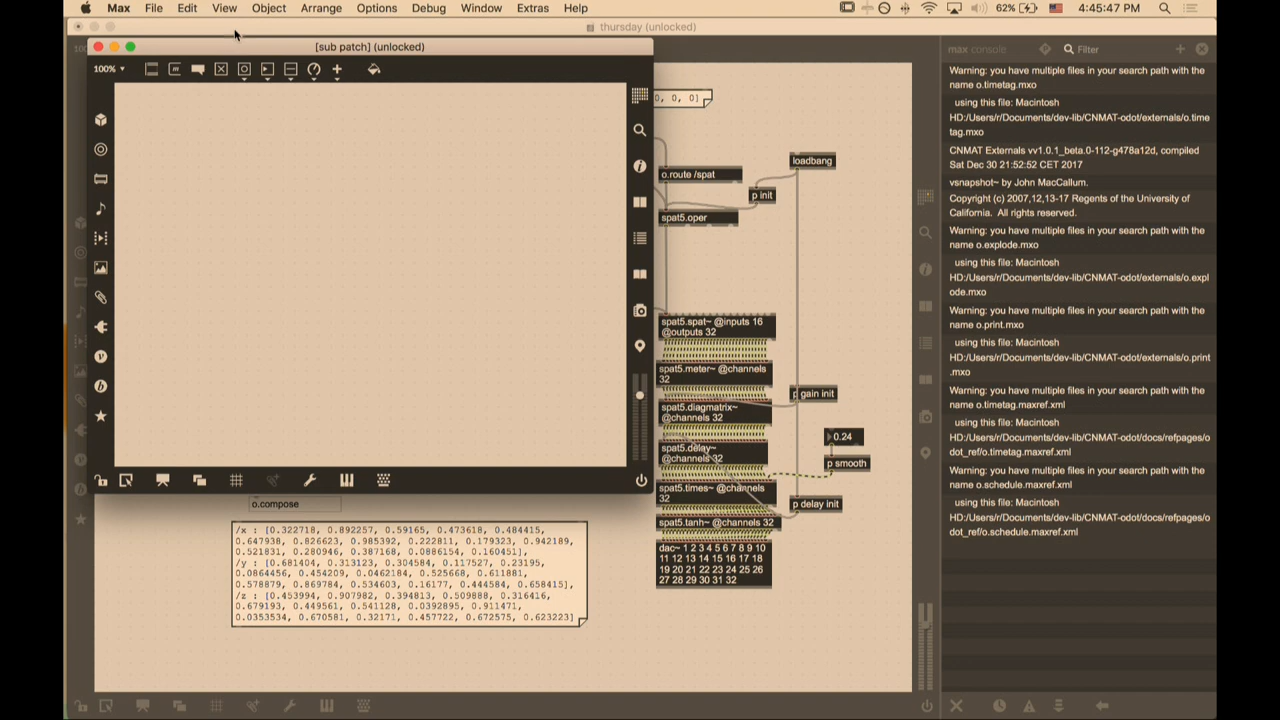 Max File Edit View Object Arrange Options Debug Window Extras Help 62% 4:45:47 PM
thursday (unlocked)
[sub patch] (unlocked)
100%
0, 0, 0]
o.route /spat
loadbang
p init
spat5.oper
spat5.spat~ @inputs 16
@outputs 32
spat5.meter~ @channels
32
p gain init
spat5.diagmatrix~
@channels 32
0.24
spat5.delay~
@channels 32
p smooth
spat5.times~ @channels
32
p delay init
spat5.tanh~ @channels 32
dac~ 1 2 3 4 5 6 7 8 9 10
11 12 13 14 15 16 17 18
19 20 21 22 23 24 25 26
27 28 29 30 31 32
o.compose
/x : [0.322718, 0.892257, 0.59165, 0.473618, 0.484415,
0.647938, 0.826623, 0.985392, 0.222811, 0.179323, 0.942189,
0.521831, 0.280946, 0.387168, 0.0886154, 0.160451],
/y : [0.681404, 0.313123, 0.304584, 0.117527, 0.23195,
0.0864456, 0.454209, 0.0462184, 0.525668, 0.611881,
0.578879, 0.869784, 0.534603, 0.16177, 0.444584, 0.658415],
/z : [0.453994, 0.907982, 0.394813, 0.509888, 0.316416,
0.679193, 0.449561, 0.541128, 0.0392895, 0.911471,
0.0353534, 0.670581, 0.32171, 0.457722, 0.672575, 0.623223]
max console
Filter
Warning: you have multiple files in your search path with the
name o.timetag.mxo
using this file: Macintosh
HD:/Users/r/Documents/dev-lib/CNMAT-odot/externals/o.time
tag.mxo
CNMAT Externals vv1.0.1_beta.0-112-g478a12d, compiled
Sat Dec 30 21:52:52 CET 2017
vsnapshot~ by John MacCallum.
Copyright (c) 2007,12,13-17 Regents of the University of
California. All rights reserved.
Warning: you have multiple files in your search path with the
name o.explode.mxo
using this file: Macintosh
HD:/Users/r/Documents/dev-lib/CNMAT-odot/externals/o.expl
ode.mxo
Warning: you have multiple files in your search path with the
name o.print.mxo
using this file: Macintosh
HD:/Users/r/Documents/dev-lib/CNMAT-odot/externals/o.print
.mxo
Warning: you have multiple files in your search path with the
name o.timetag.maxref.xml
using this file: Macintosh
HD:/Users/r/Documents/dev-lib/CNMAT-odot/docs/refpages/o
dot_ref/o.timetag.maxref.xml
Warning: you have multiple files in your search path with the
name o.schedule.maxref.xml
using this file: Macintosh
HD:/Users/r/Documents/dev-lib/CNMAT-odot/docs/refpages/o
dot_ref/o.schedule.maxref.xml